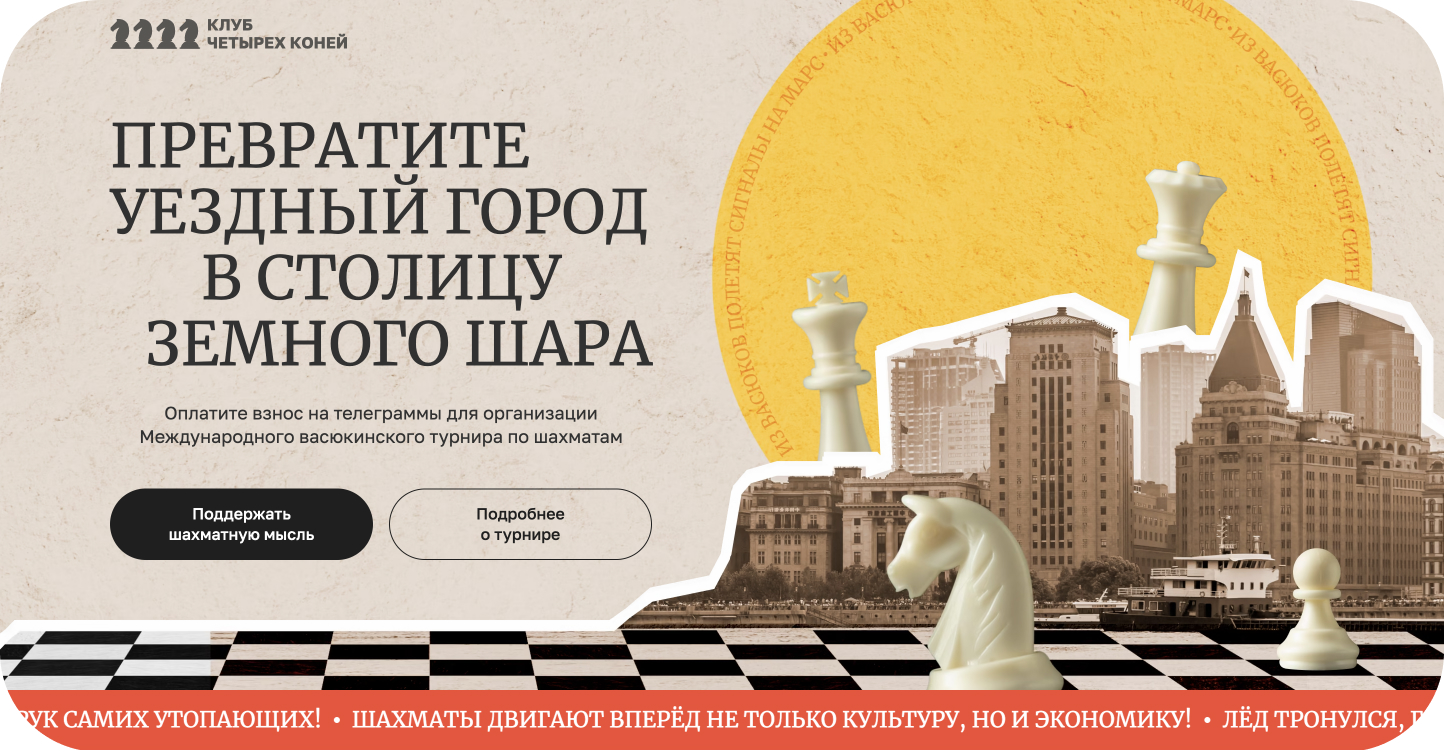 КЛУБ
ЧЕТЫРЕХ КОНЕЙ
ИЗ ВАСЮКОВ ПОЛЕТЯТ СИГНАЛЫ НА МАРС • ИЗ
МАРС • ИЗ ВАСЮКОВ ПОЛЕТЯТ
ПРЕВРАТИТЕ
УЕЗДНЫЙ ГОРОД
В СТОЛИЦУ
ЗЕМНОГО ШАРА
Оплатите взнос на телеграммы для организации
Международного васюкинского турнира по шахматам
Поддержать
шахматную мысль
Подробнее
о турнире
САМИХ УТОПАЮЩИХ! • ШАХМАТЫ ДВИГАЮТ ВПЕРЁД НЕ ТОЛЬКО КУЛЬТУРУ, НО И ЭКОНОМИКУ! • ЛЁД ТРОНУЛСЯ,